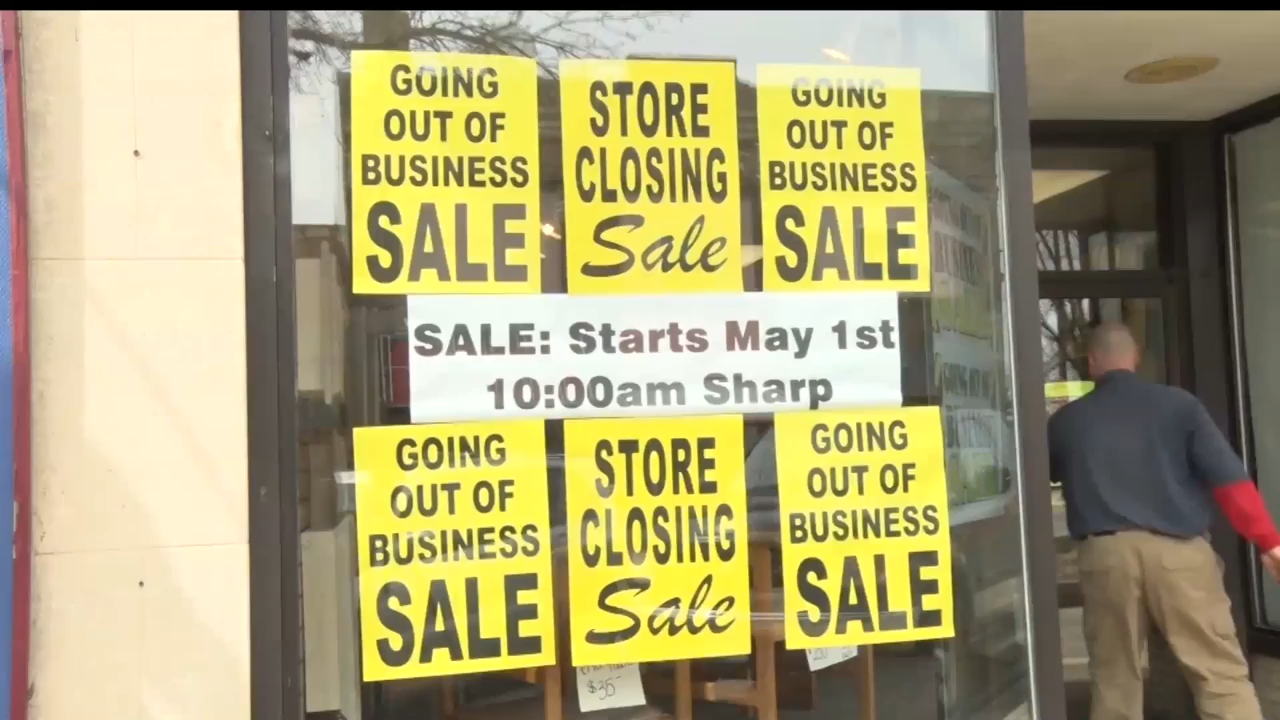 GOING
OUT OF
BUSINESS
SALE
STORE
CLOSING
Sale
GOING
OUT OF
BUSINESS
SALE
SALE: Starts May 1st
10:00am Sharp
GOING
OUT OF
BUSINESS
SALE
STORE
CLOSING
Sale
GOING
OUT OF
BUSINESS
SALE
$35